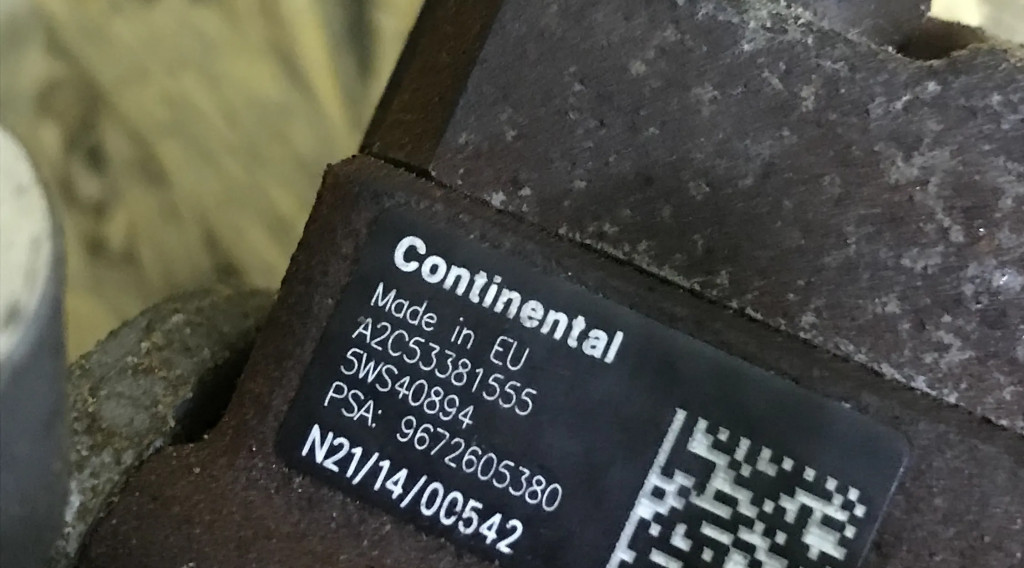 Continental
Made in EU
A2C53381555
5WS40894
PSA: 9672605380
N21/14/00542